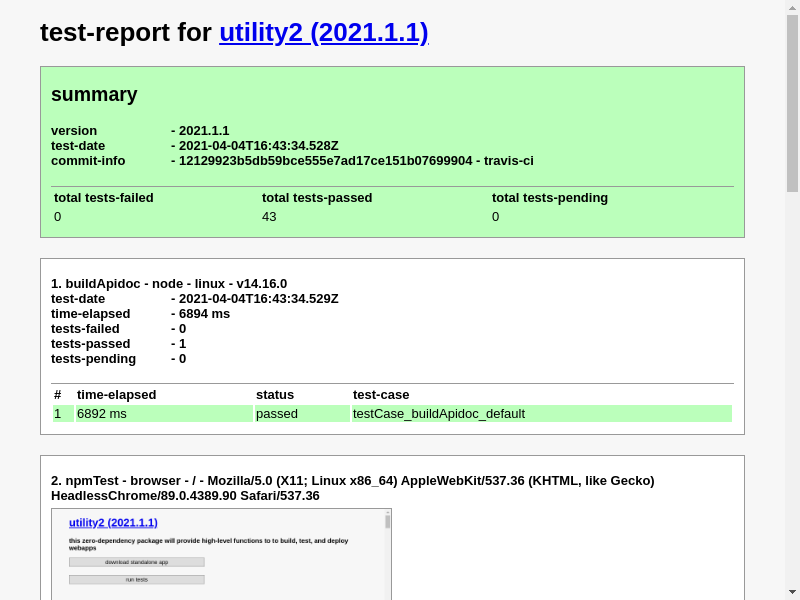 test-report for utility2 (2021.1.1)
summary
version - 2021.1.1
test-date - 2021-04-04T16:43:34.528Z
commit-info - 12129923b5db59bce555e7ad17ce151b07699904 - travis-ci
total tests-failed total tests-passed total tests-pending
0 43 0
1. buildApidoc - node - linux - v14.16.0
test-date - 2021-04-04T16:43:34.529Z
time-elapsed - 6894 ms
tests-failed - 0
tests-passed - 1
tests-pending - 0
# time-elapsed status test-case
1 6892 ms passed testCase_buildApidoc_default
2. npmTest - browser - / - Mozilla/5.0 (X11; Linux x86_64) AppleWebKit/537.36 (KHTML, like Gecko)
HeadlessChrome/89.0.4389.90 Safari/537.36
utility2 (2021.1.1)
this zero-dependency package will provide high-level functions to to build, test, and deploy
webapps
download standalone app
run tests